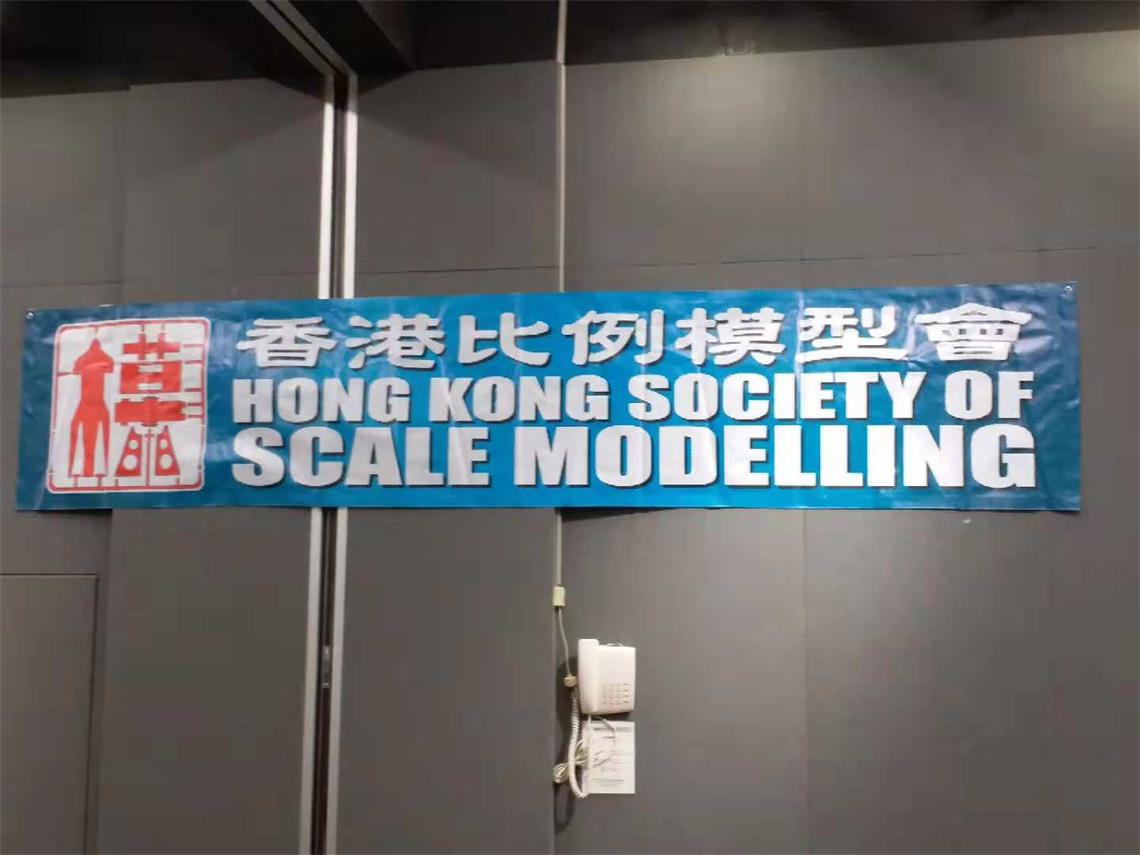 香港比例模型會
HONG KONG SOCIETY OF
SCALE MODELLING